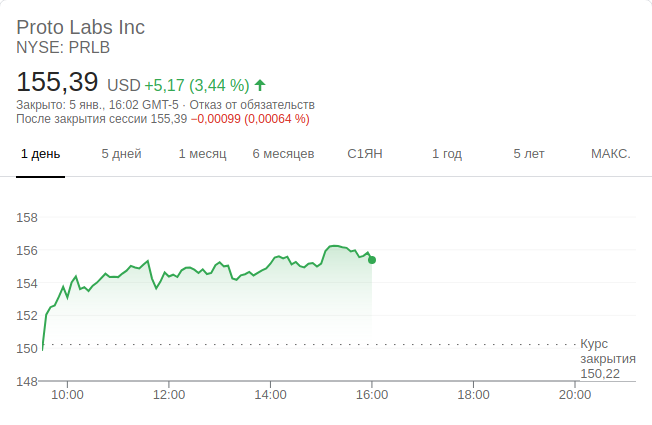 Proto Labs Inc
NYSE: PRLB
155,39 USD +5,17 (3,44 %)
Закрыто: 5 янв., 16:02 GMT-5 · Отказ от обязательств
После закрытия сессии 155,39 −0,00099 (0,00064 %)
1 день 5 дней 1 месяц 6 месяцев С1ЯН 1 год 5 лет МАКС.
158
156
154
152
150
Курс
закрытия
150,22
148
10:00 12:00 14:00 16:00 18:00 20:00